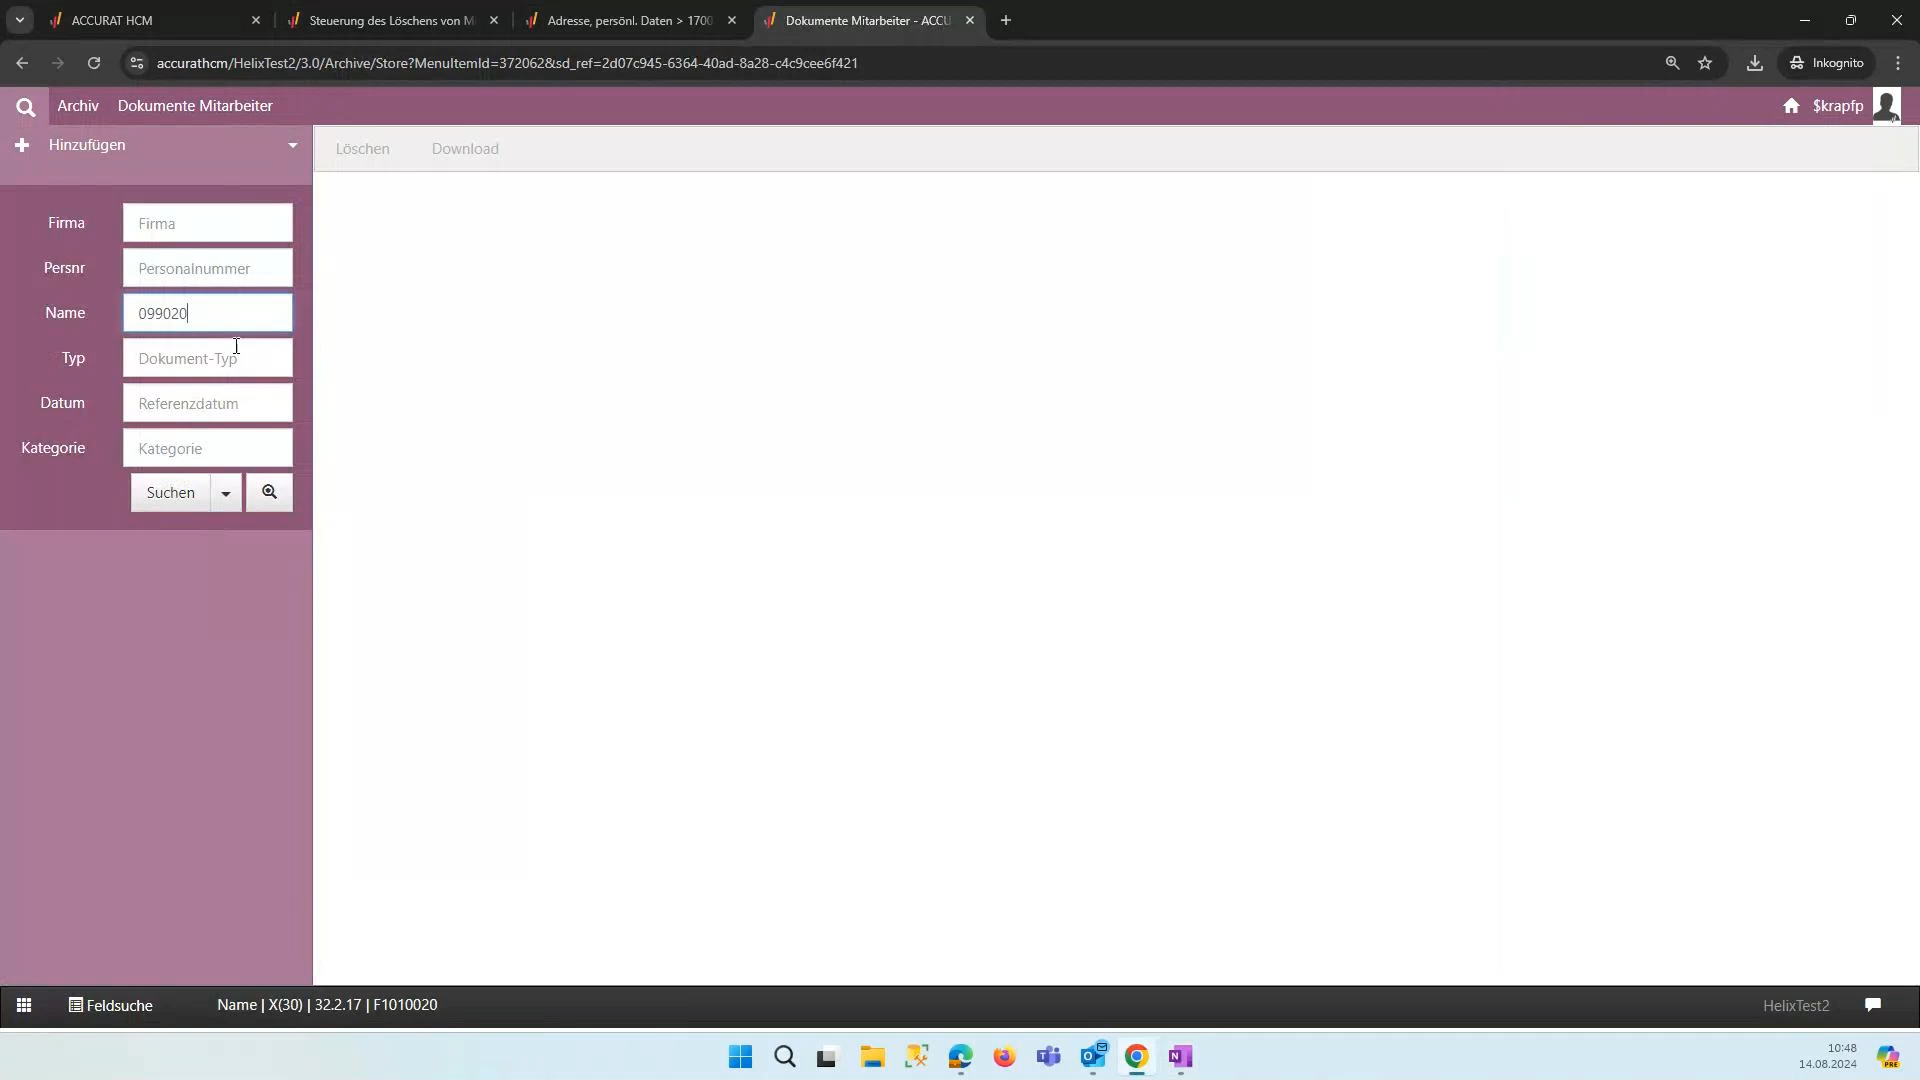 ACCURAT HCM
Steuerung des Löschens von M
Adresse, persönl. Daten > 1700
Dokumente Mitarbeiter - ACCU
accurathcm/HelixTest2/3.0/Archive/Store?MenuItemId=372062&sd_ref=2d07c945-6364-40ad-8a28-c4c9cee6f421
Inkognito
Archiv Dokumente Mitarbeiter
$krapfp
Hinzufügen
Löschen Download
Firma Firma
Persnr Personalnummer
Name 099020
Typ Dokument-Typ
Datum Referenzdatum
Kategorie Kategorie
Suchen
Feldsuche Name | X(30) | 32.2.17 | F1010020
HelixTest2
10:48
14.08.2024
PRE